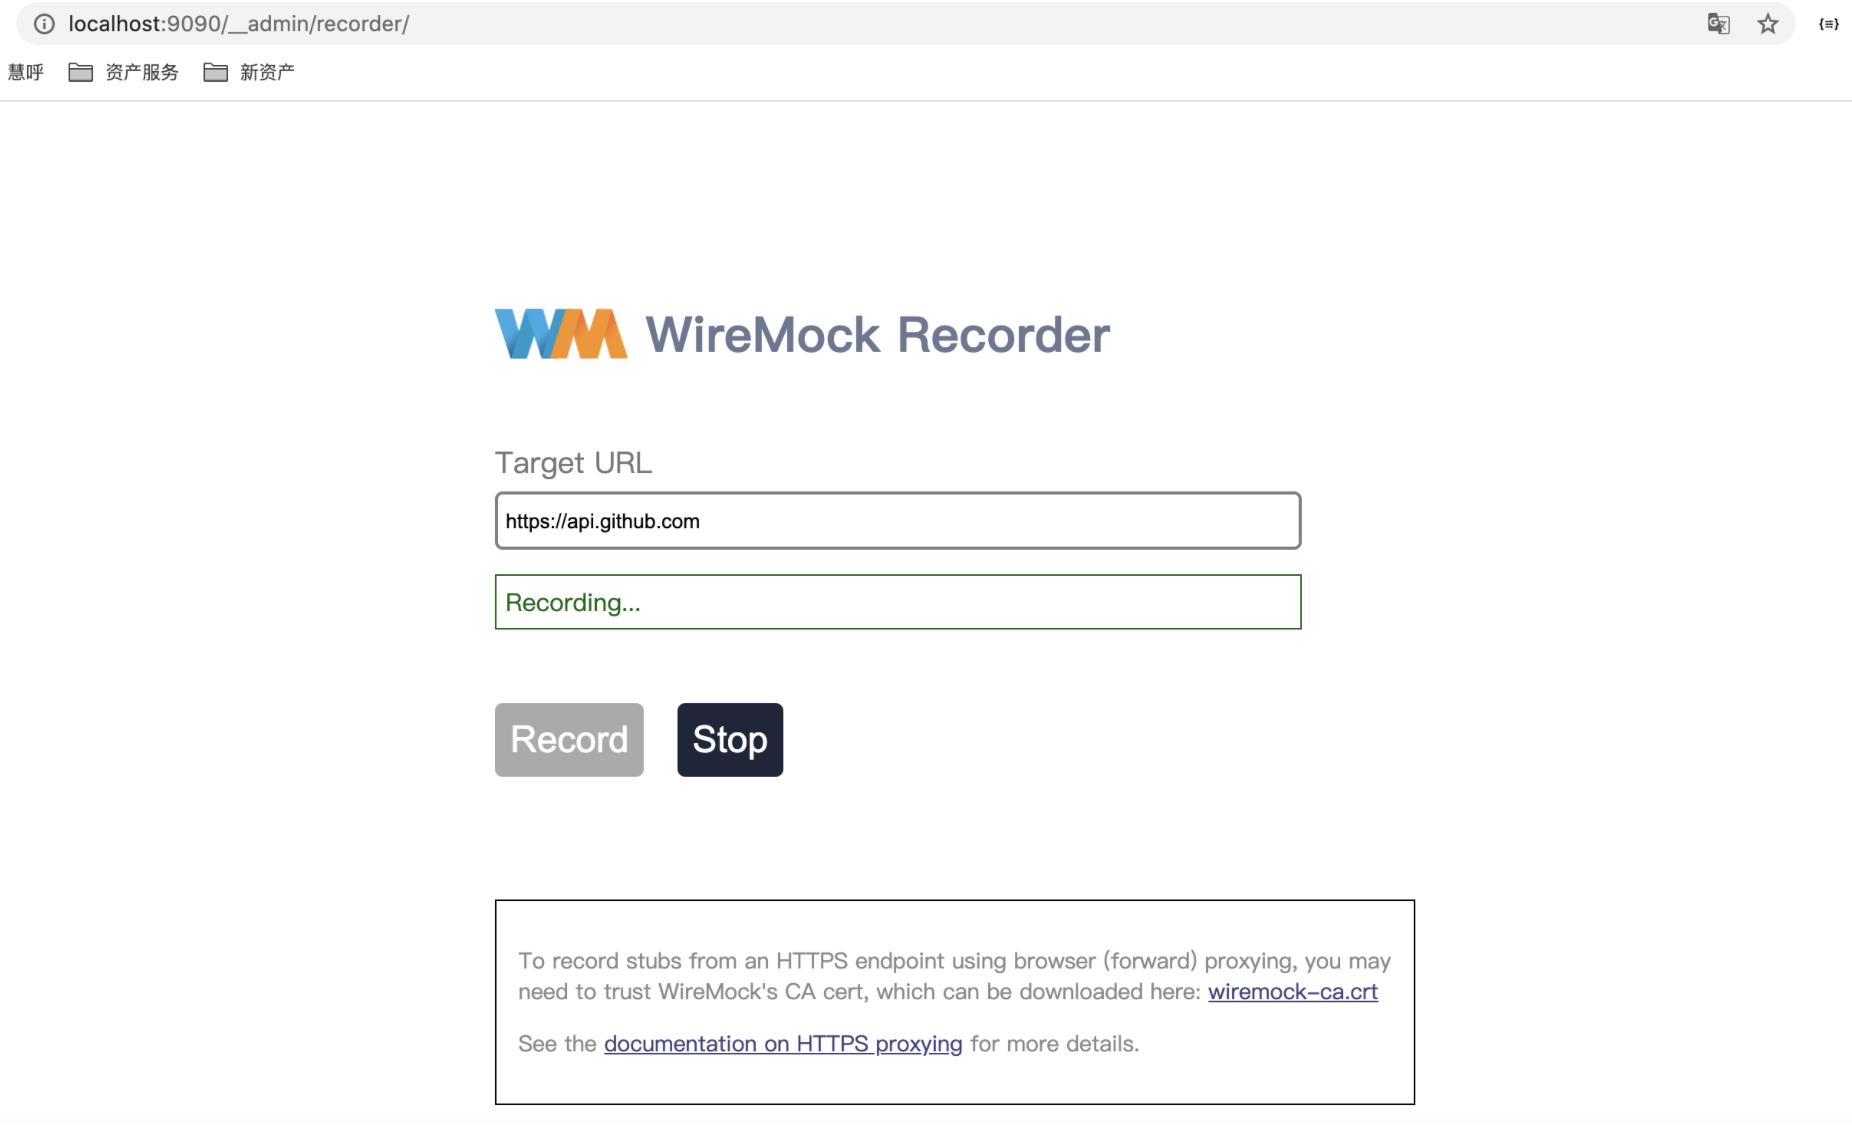 localhost:9090/__admin/recorder/
慧呼 资产服务 新资产
WM WireMock Recorder
Target URL
https://api.github.com
Recording...
Record Stop
To record stubs from an HTTPS endpoint using browser (forward) proxying, you may
need to trust WireMock's CA cert, which can be downloaded here: wiremock-ca.crt
See the documentation on HTTPS proxying for more details.